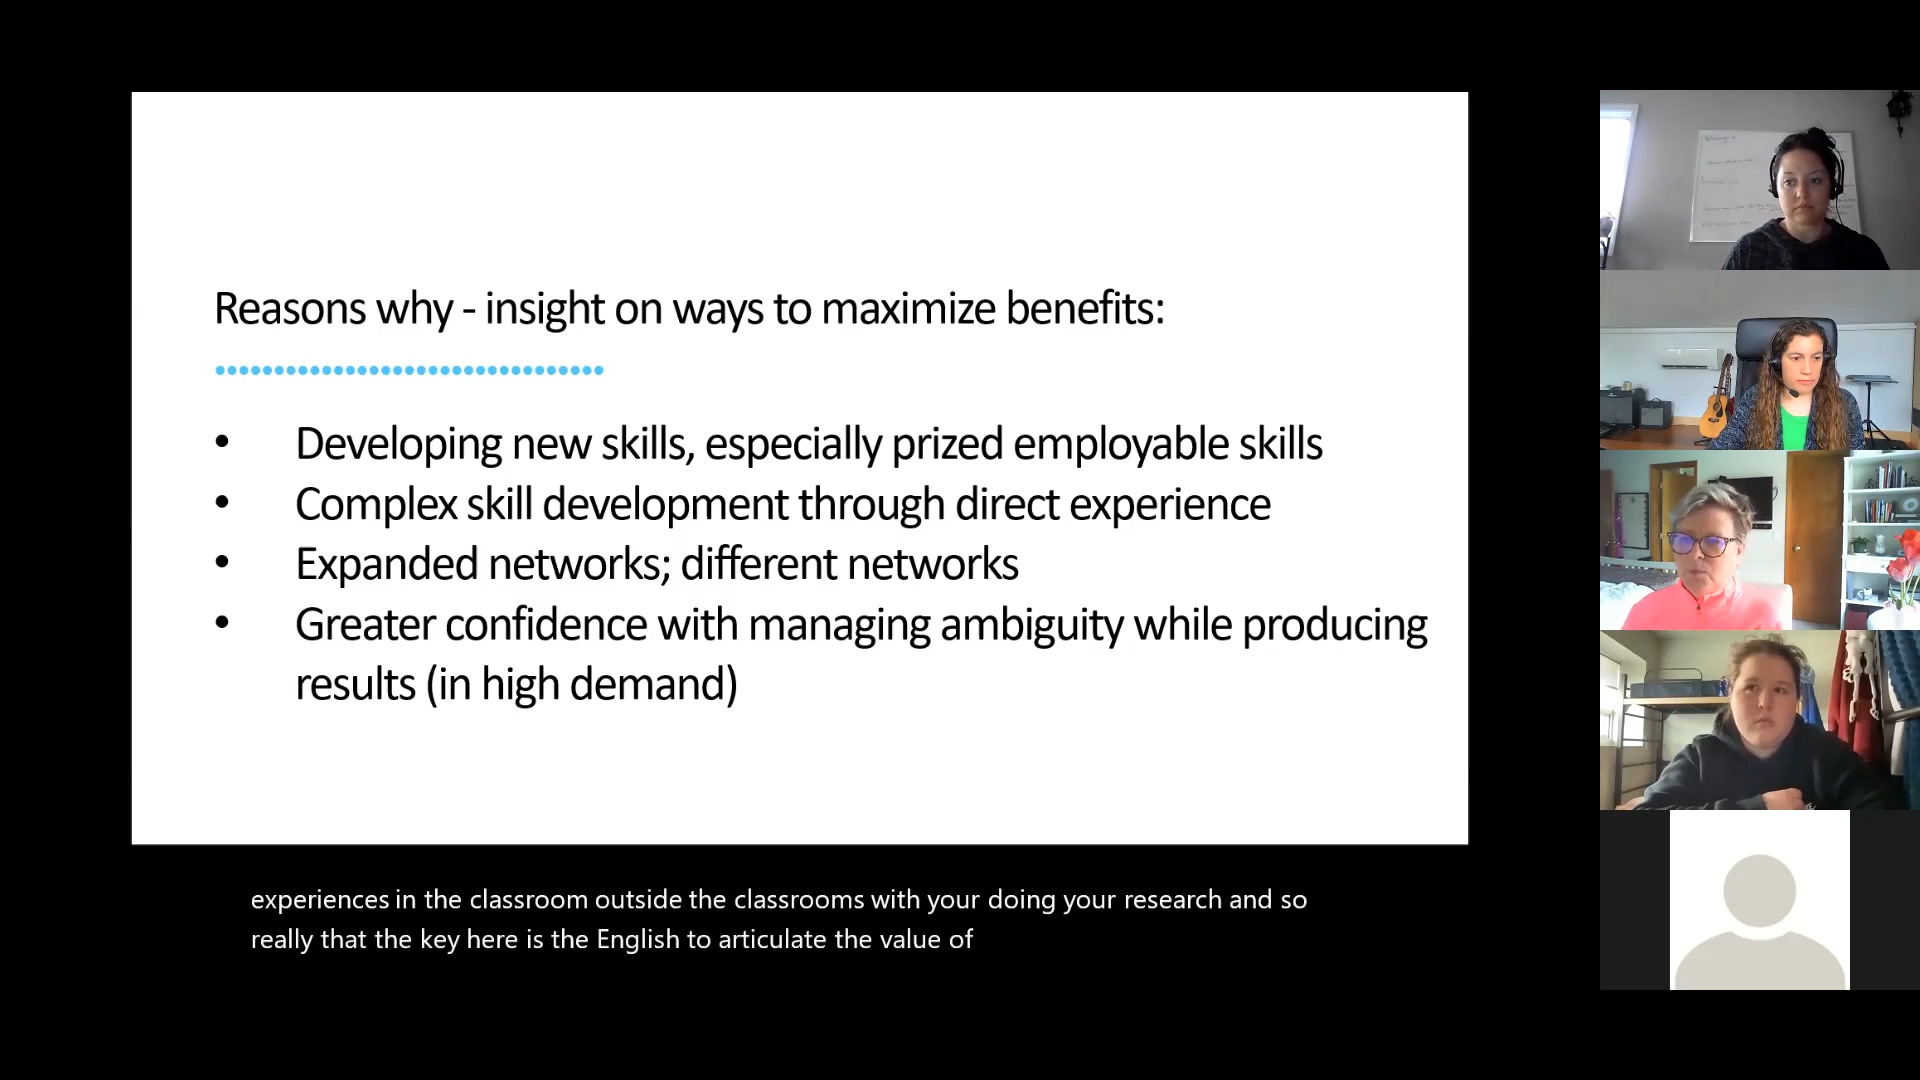 Reasons why - insight on ways to maximize benefits:
• Developing new skills, especially prized employable skills
• Complex skill development through direct experience
• Expanded networks; different networks
• Greater confidence with managing ambiguity while producing
results (in high demand)
experiences in the classroom outside the classrooms with your doing your research and so
really that the key here is the English to articulate the value of